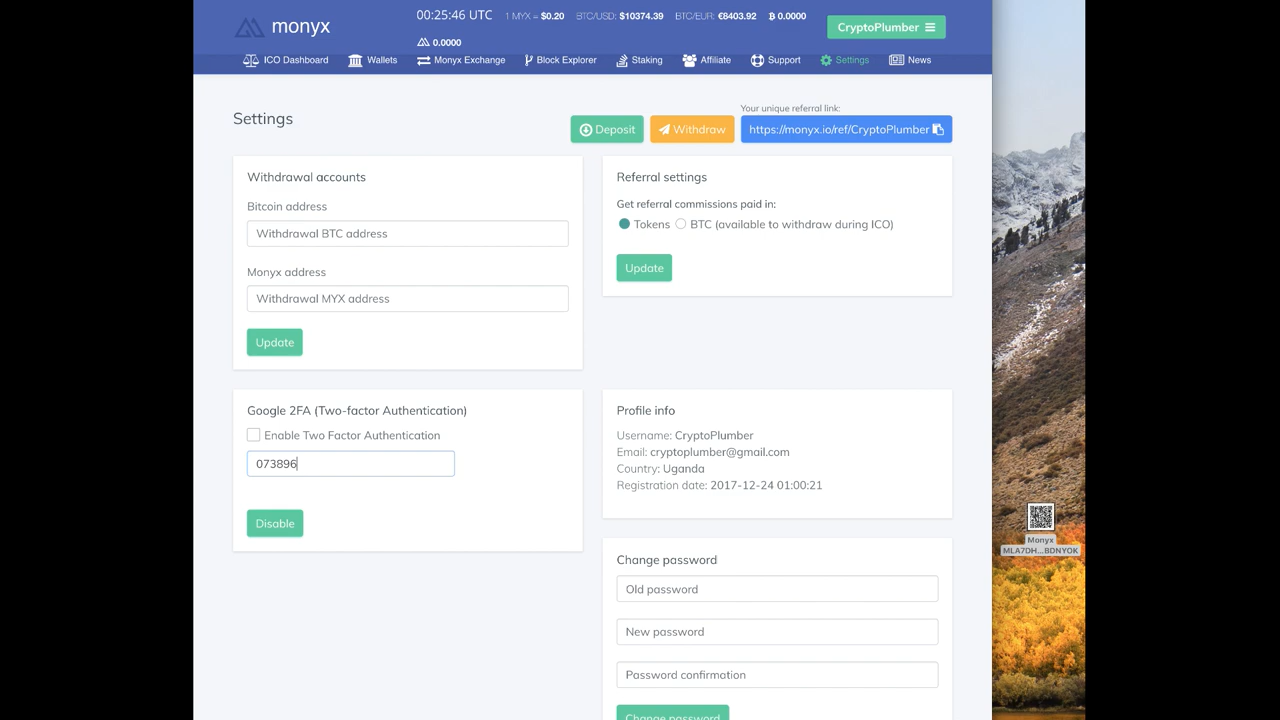 monyx
00:25:46 UTC
1 MYX = $0.20 BTC/USD: $10374.39 BTC/EUR: €8403.92 ฿ 0.0000
0.0000
CryptoPlumber
ICO Dashboard Wallets Monyx Exchange Block Explorer Staking Affiliate Support Settings News
Settings
Deposit
Withdraw
Your unique referral link:
https://monyx.io/ref/CryptoPlumber
Withdrawal accounts
Bitcoin address
Withdrawal BTC address
Monyx address
Withdrawal MYX address
Update
Referral settings
Get referral commissions paid in:
Tokens BTC (available to withdraw during ICO)
Update
Google 2FA (Two-factor Authentication)
Enable Two Factor Authentication
073896
Disable
Profile info
Username: CryptoPlumber
Email: cryptoplumber@gmail.com
Country: Uganda
Registration date: 2017-12-24 01:00:21
Change password
Old password
New password
Password confirmation
Change password
Monyx
MLA7DH...BDNYOK